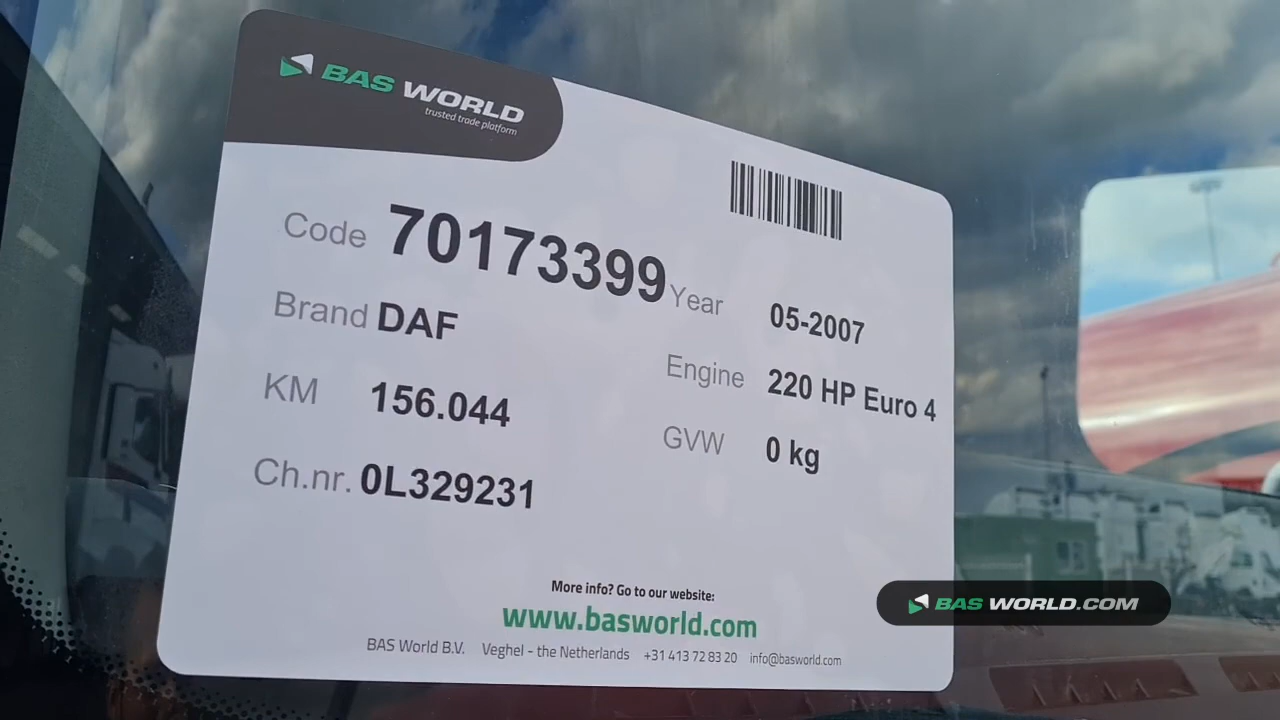 BAS WORLD
trusted trade platform
Code 70173399
Brand DAF
KM 156.044
Ch.nr. 0L329231
Year 05-2007
Engine 220 HP Euro 4
GVW 0 kg
More info? Go to our website:
www.basworld.com
BAS World B.V. Veghel - the Netherlands +31 413 72 83 20 info@basworld.com
BAS WORLD.COM